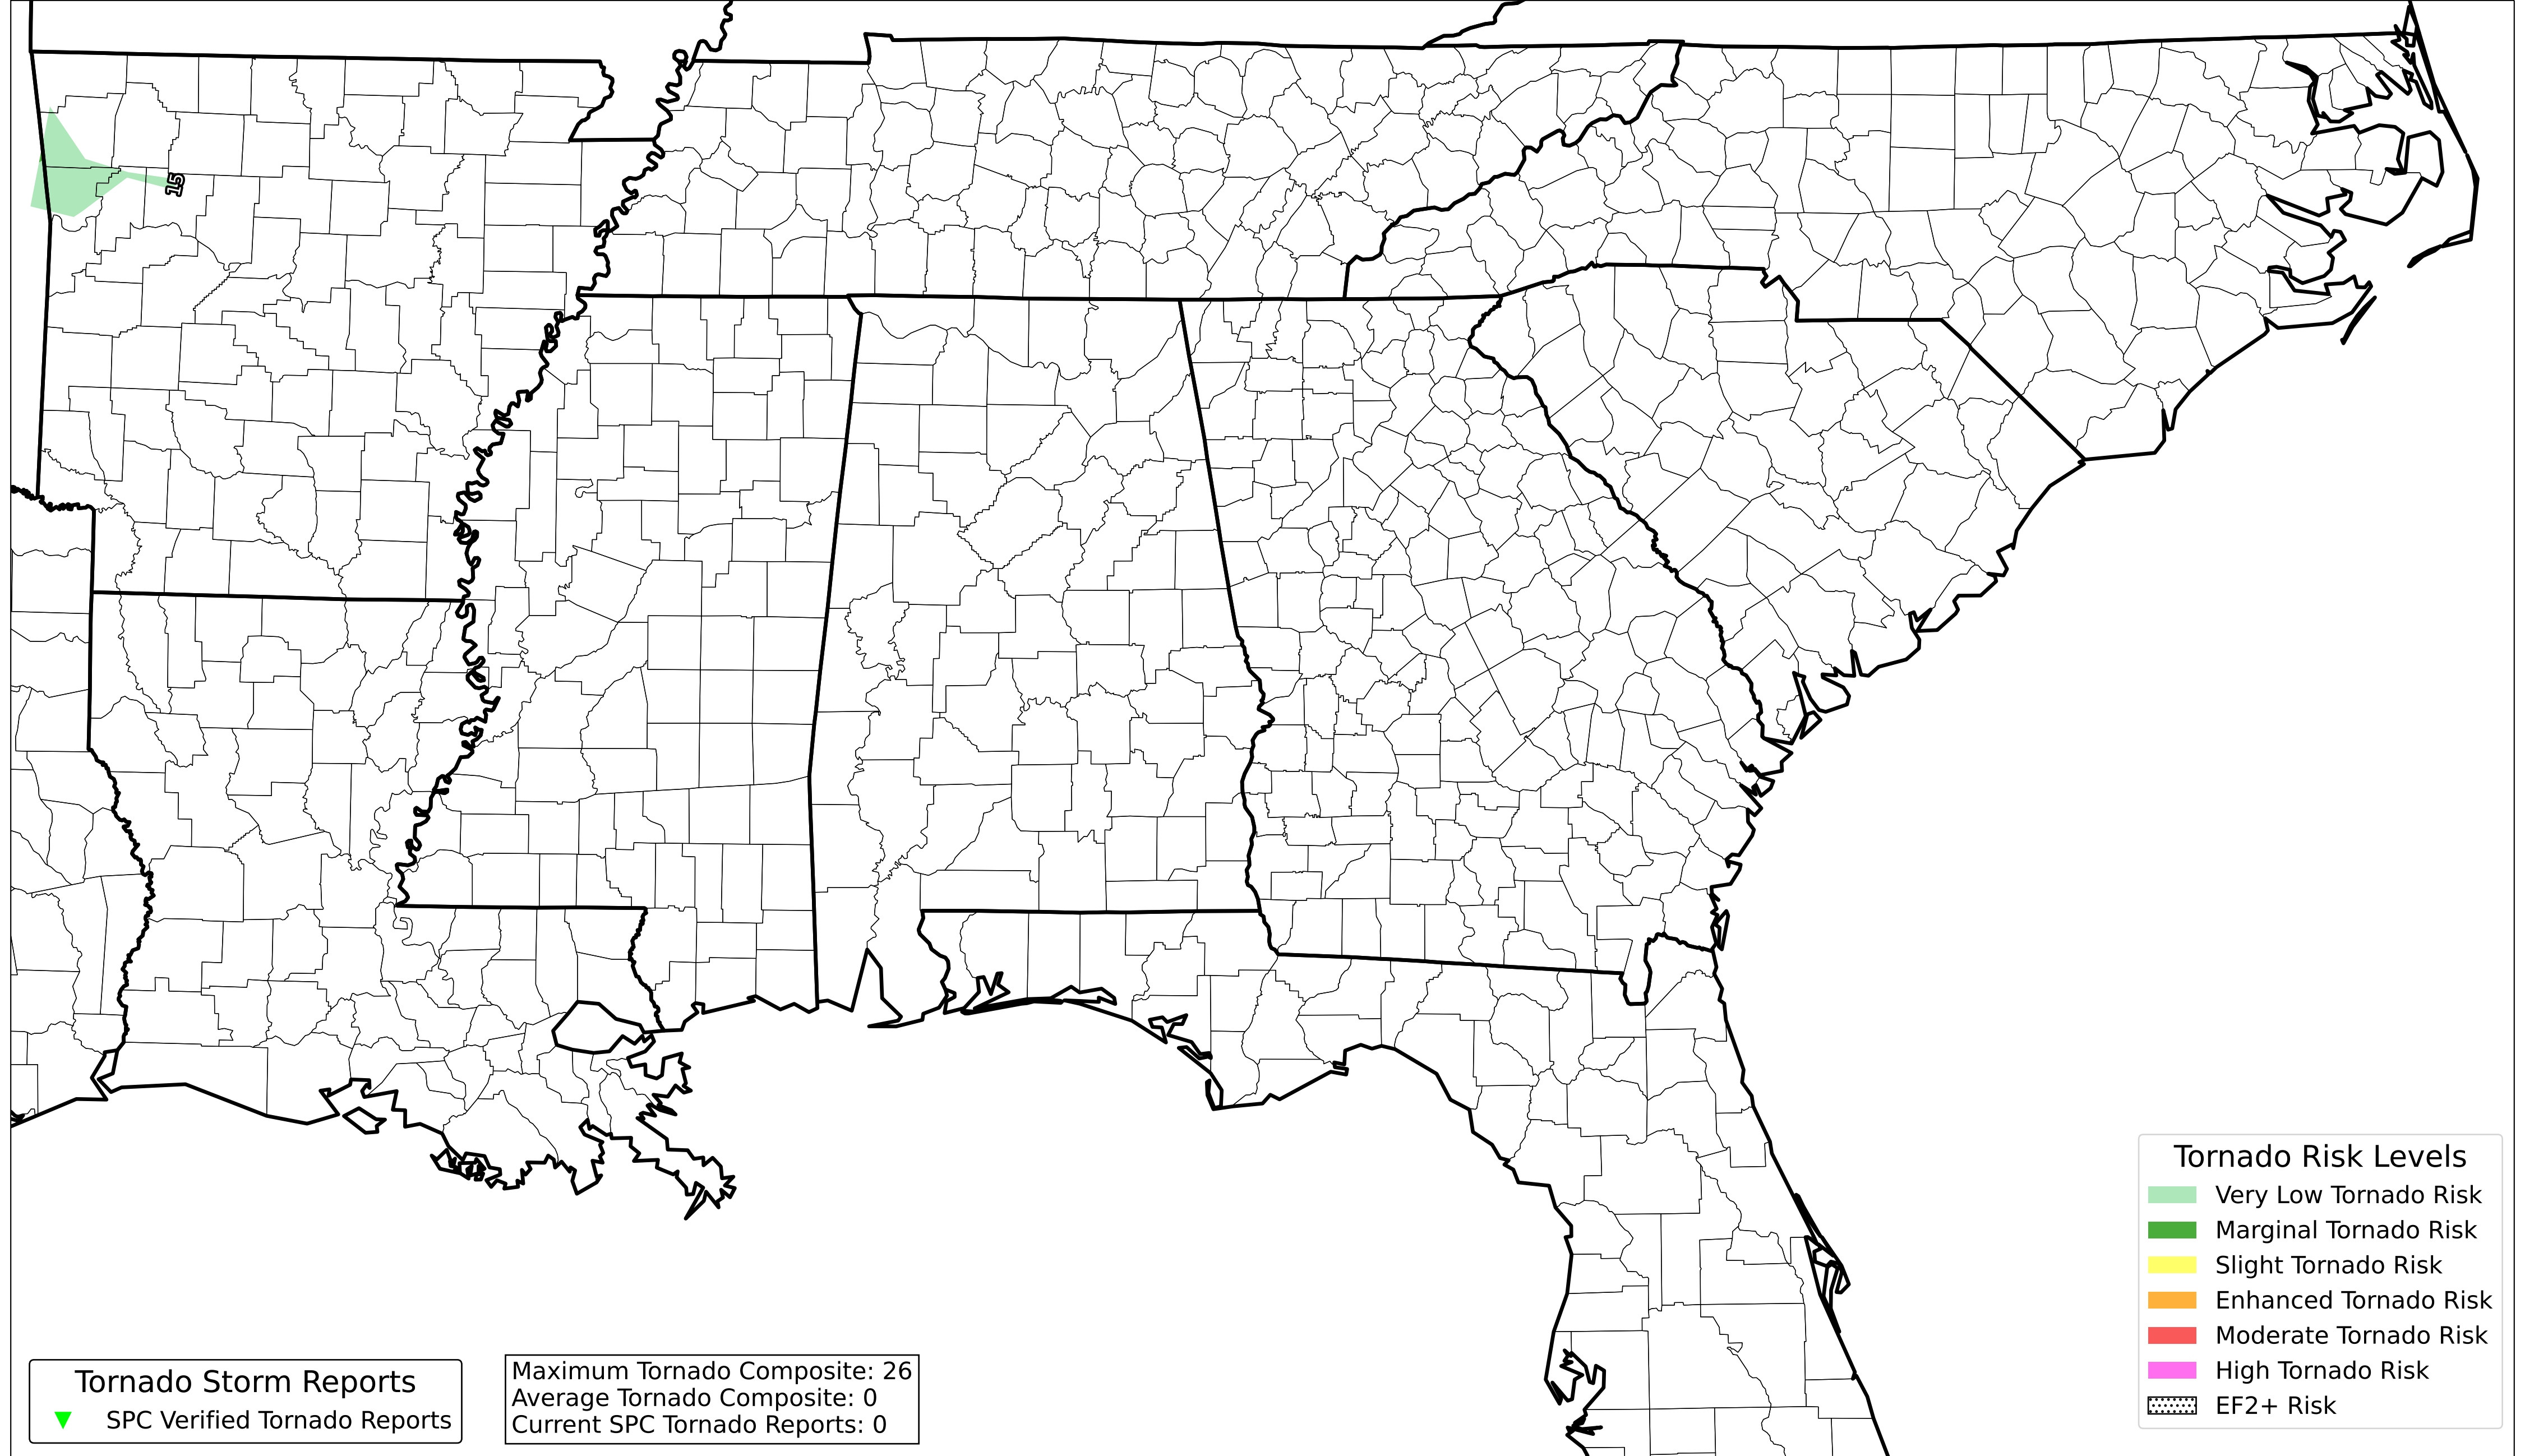 15
Tornado Risk Levels
Very Low Tornado Risk
Marginal Tornado Risk
Slight Tornado Risk
Enhanced Tornado Risk
Moderate Tornado Risk
High Tornado Risk
EF2+ Risk
Tornado Storm Reports
SPC Verified Tornado Reports
Maximum Tornado Composite: 26
Average Tornado Composite: 0
Current SPC Tornado Reports: 0